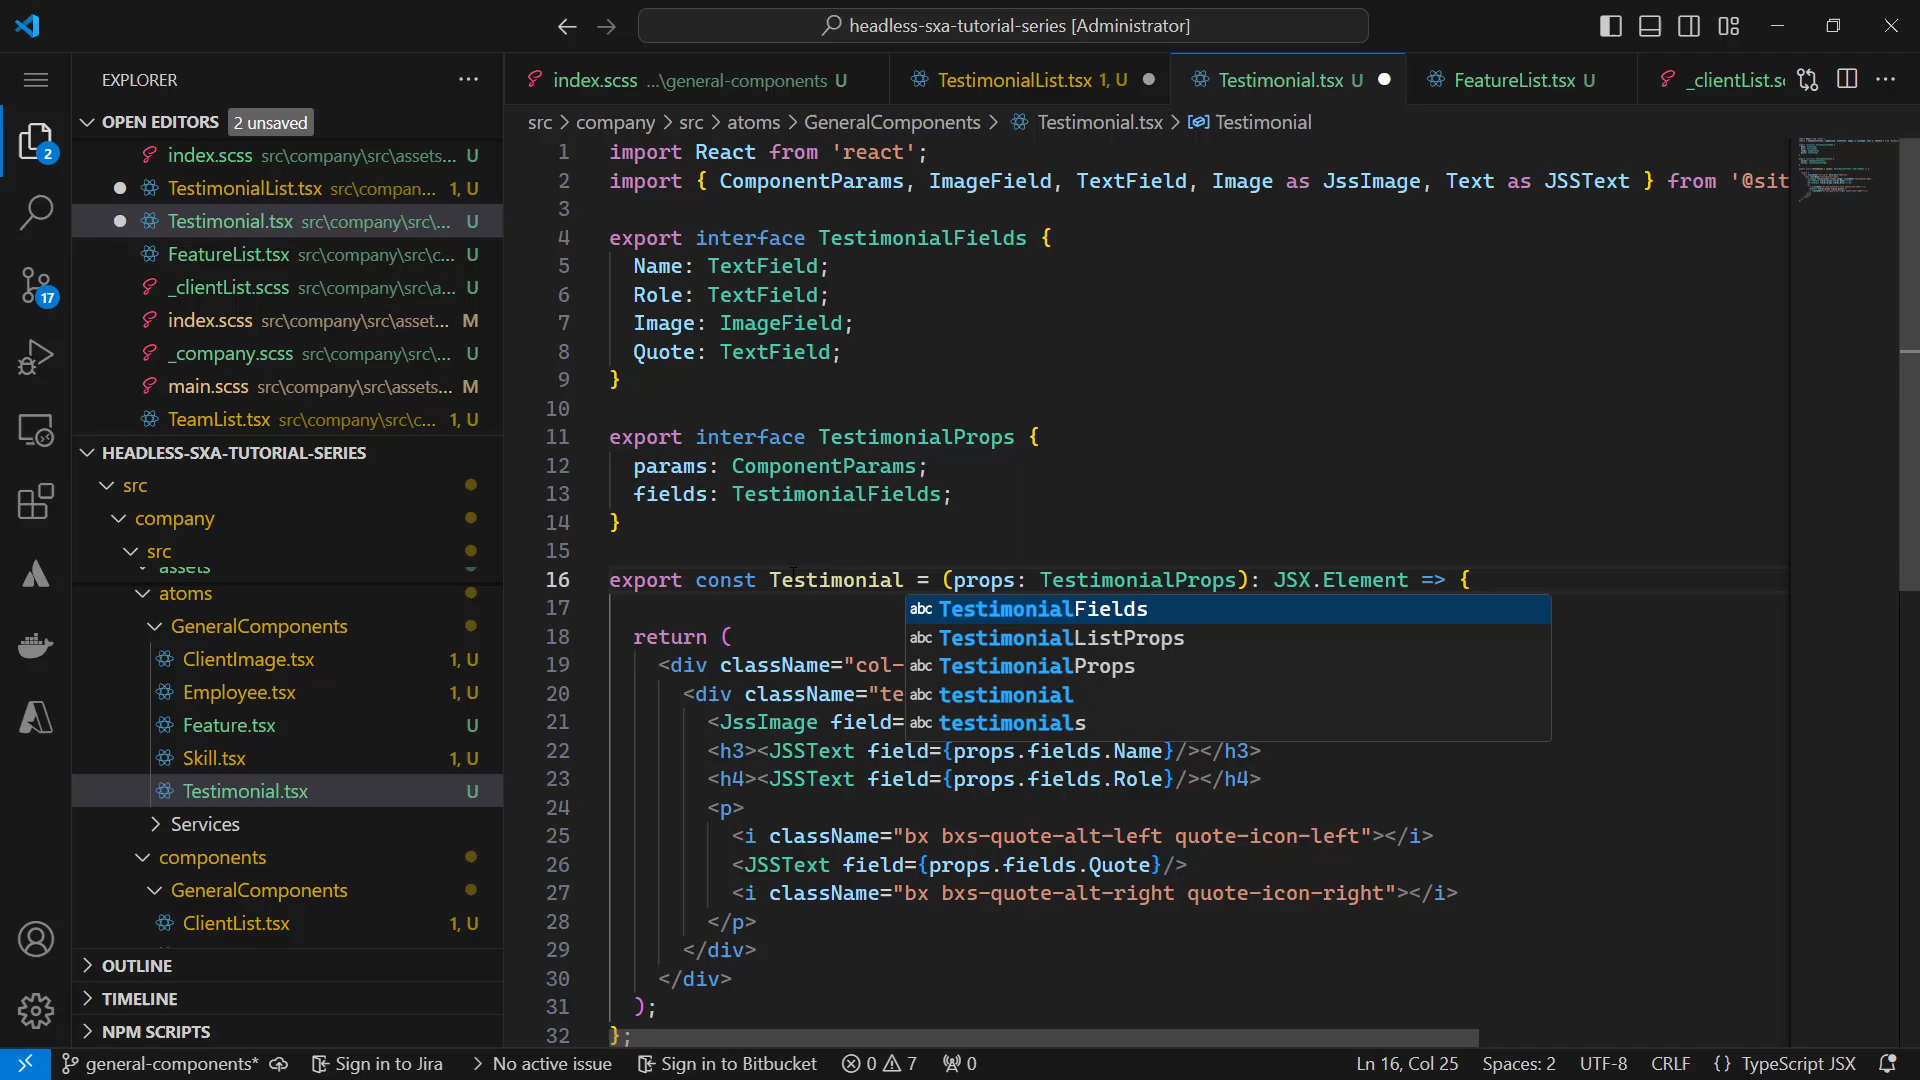 headless-sxa-tutorial-series [Administrator]
EXPLORER
OPEN EDITORS 2 unsaved
index.scss src\company\src\assets... U
TestimonialList.tsx src\compan... 1, U
Testimonial.tsx src\company\src\... U
FeatureList.tsx src\company\src\c... U
_clientList.scss src\company\src\a... U
index.scss src\company\src\asset... M
_company.scss src\company\src\... U
main.scss src\company\src\assets... M
TeamList.tsx src\company\src\c... 1, U
HEADLESS-SXA-TUTORIAL-SERIES
src
company
src
assets
atoms
GeneralComponents
ClientImage.tsx 1, U
Employee.tsx 1, U
Feature.tsx U
Skill.tsx 1, U
Testimonial.tsx U
Services
components
GeneralComponents
ClientList.tsx 1, U
OUTLINE
TIMELINE
NPM SCRIPTS
2
17
index.scss ...\general-components U
TestimonialList.tsx 1, U
Testimonial.tsx U
FeatureList.tsx U
_clientList.sc
src > company > src > atoms > GeneralComponents > Testimonial.tsx > Testimonial
1 import React from 'react';
2 import { ComponentParams, ImageField, TextField, Image as JssImage, Text as JSSText } from '@sit
3
4 export interface TestimonialFields {
5 Name: TextField;
6 Role: TextField;
7 Image: ImageField;
8 Quote: TextField;
9 }
10
11 export interface TestimonialProps {
12 params: ComponentParams;
13 fields: TestimonialFields;
14 }
15
16 export const Testimonial = (props: TestimonialProps): JSX.Element => {
17
18 return (
19 <div className="col-
20 <div className="te
21 <JssImage field=
22 <h3><JSSText field={props.fields.Name}/></h3>
23 <h4><JSSText field={props.fields.Role}/></h4>
24 <p>
25 <i className="bx bxs-quote-alt-left quote-icon-left"></i>
26 <JSSText field={props.fields.Quote}/>
27 <i className="bx bxs-quote-alt-right quote-icon-right"></i>
28 </p>
29 </div>
30 </div>
31 );
32 };
abc TestimonialFields
abc TestimonialListProps
abc TestimonialProps
abc testimonial
abc testimonials
general-components* Sign in to Jira No active issue Sign in to Bitbucket 0 7 0 Ln 16, Col 25 Spaces: 2 UTF-8 CRLF {} TypeScript JSX